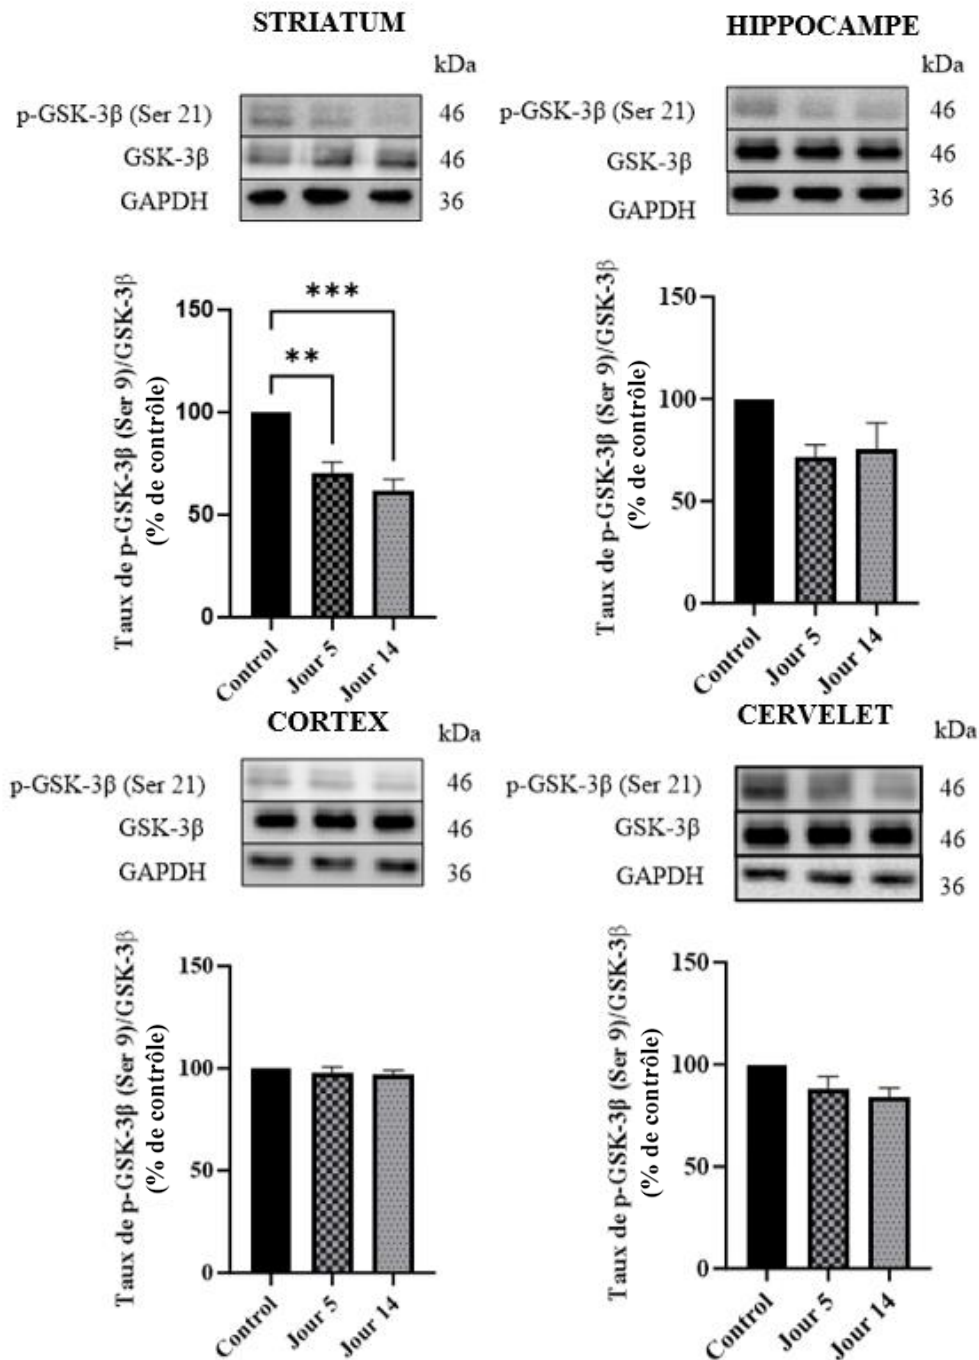 STRIATUM
kDa
p-GSK-3β (Ser 21) 46
GSK-3β 46
GAPDH 36
Taux de p-GSK-3β (Ser 9)/GSK-3β
(% de contrôle)
150
100
50
0
***
**
Control
Jour 5
Jour 14
HIPPOCAMPE
kDa
p-GSK-3β (Ser 21) 46
GSK-3β 46
GAPDH 36
Taux de p-GSK-3β (Ser 9)/GSK-3β
(% de contrôle)
150
100
50
0
Control
Jour 5
Jour 14
CORTEX
kDa
p-GSK-3β (Ser 21) 46
GSK-3β 46
GAPDH 36
Taux de p-GSK-3β (Ser 9)/GSK-3β
(% de contrôle)
150
100
50
0
Control
Jour 5
Jour 14
CERVELET
kDa
p-GSK-3β (Ser 21) 46
GSK-3β 46
GAPDH 36
Taux de p-GSK-3β (Ser 9)/GSK-3β
(% de contrôle)
150
100
50
0
Control
Jour 5
Jour 14